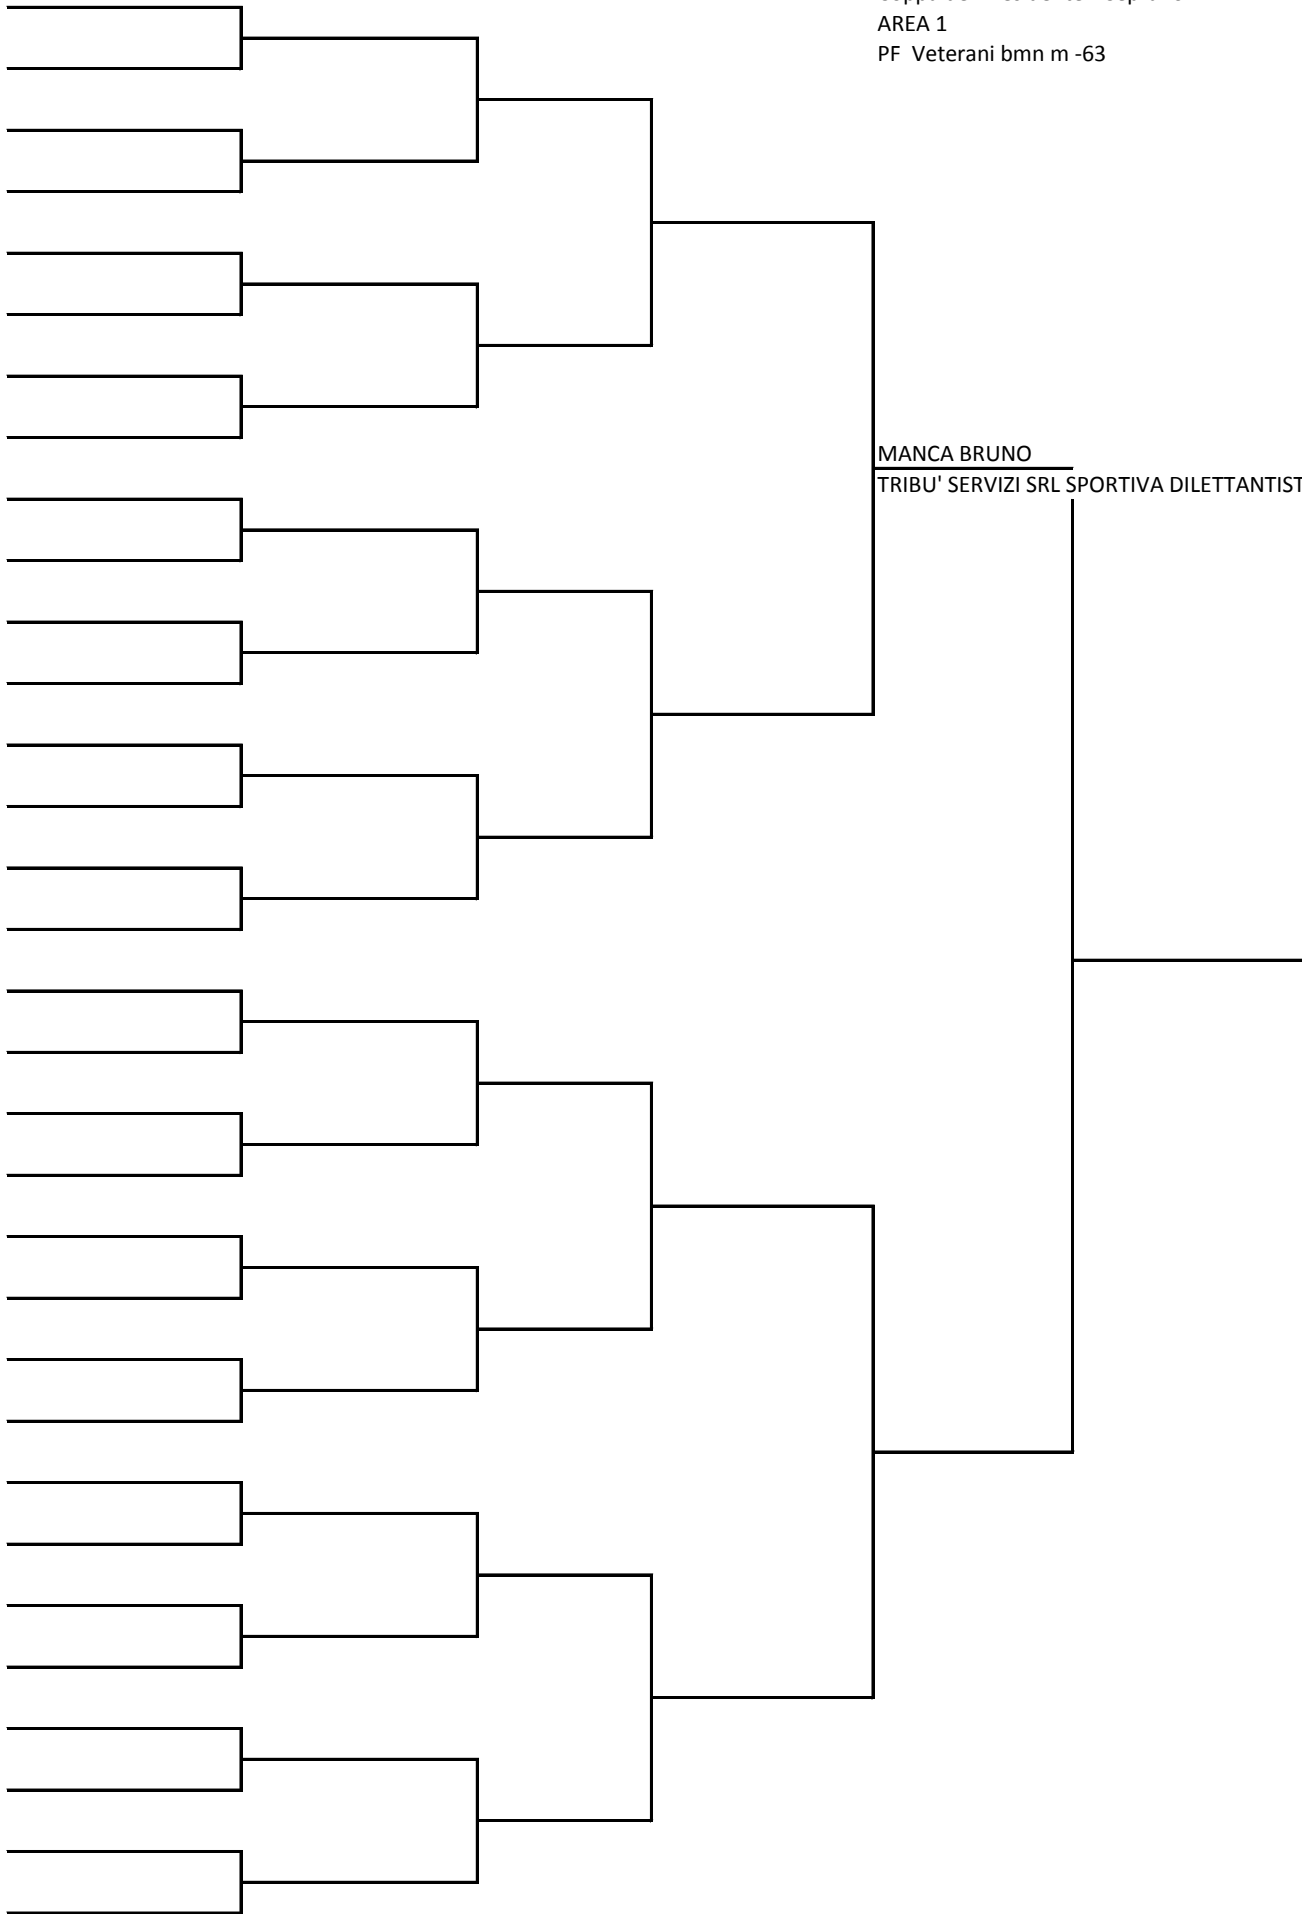 AREA 1
PF Veterani bmn m -63
MANCA BRUNO
TRIBU' SERVIZI SRL SPORTIVA DILETTANTIST